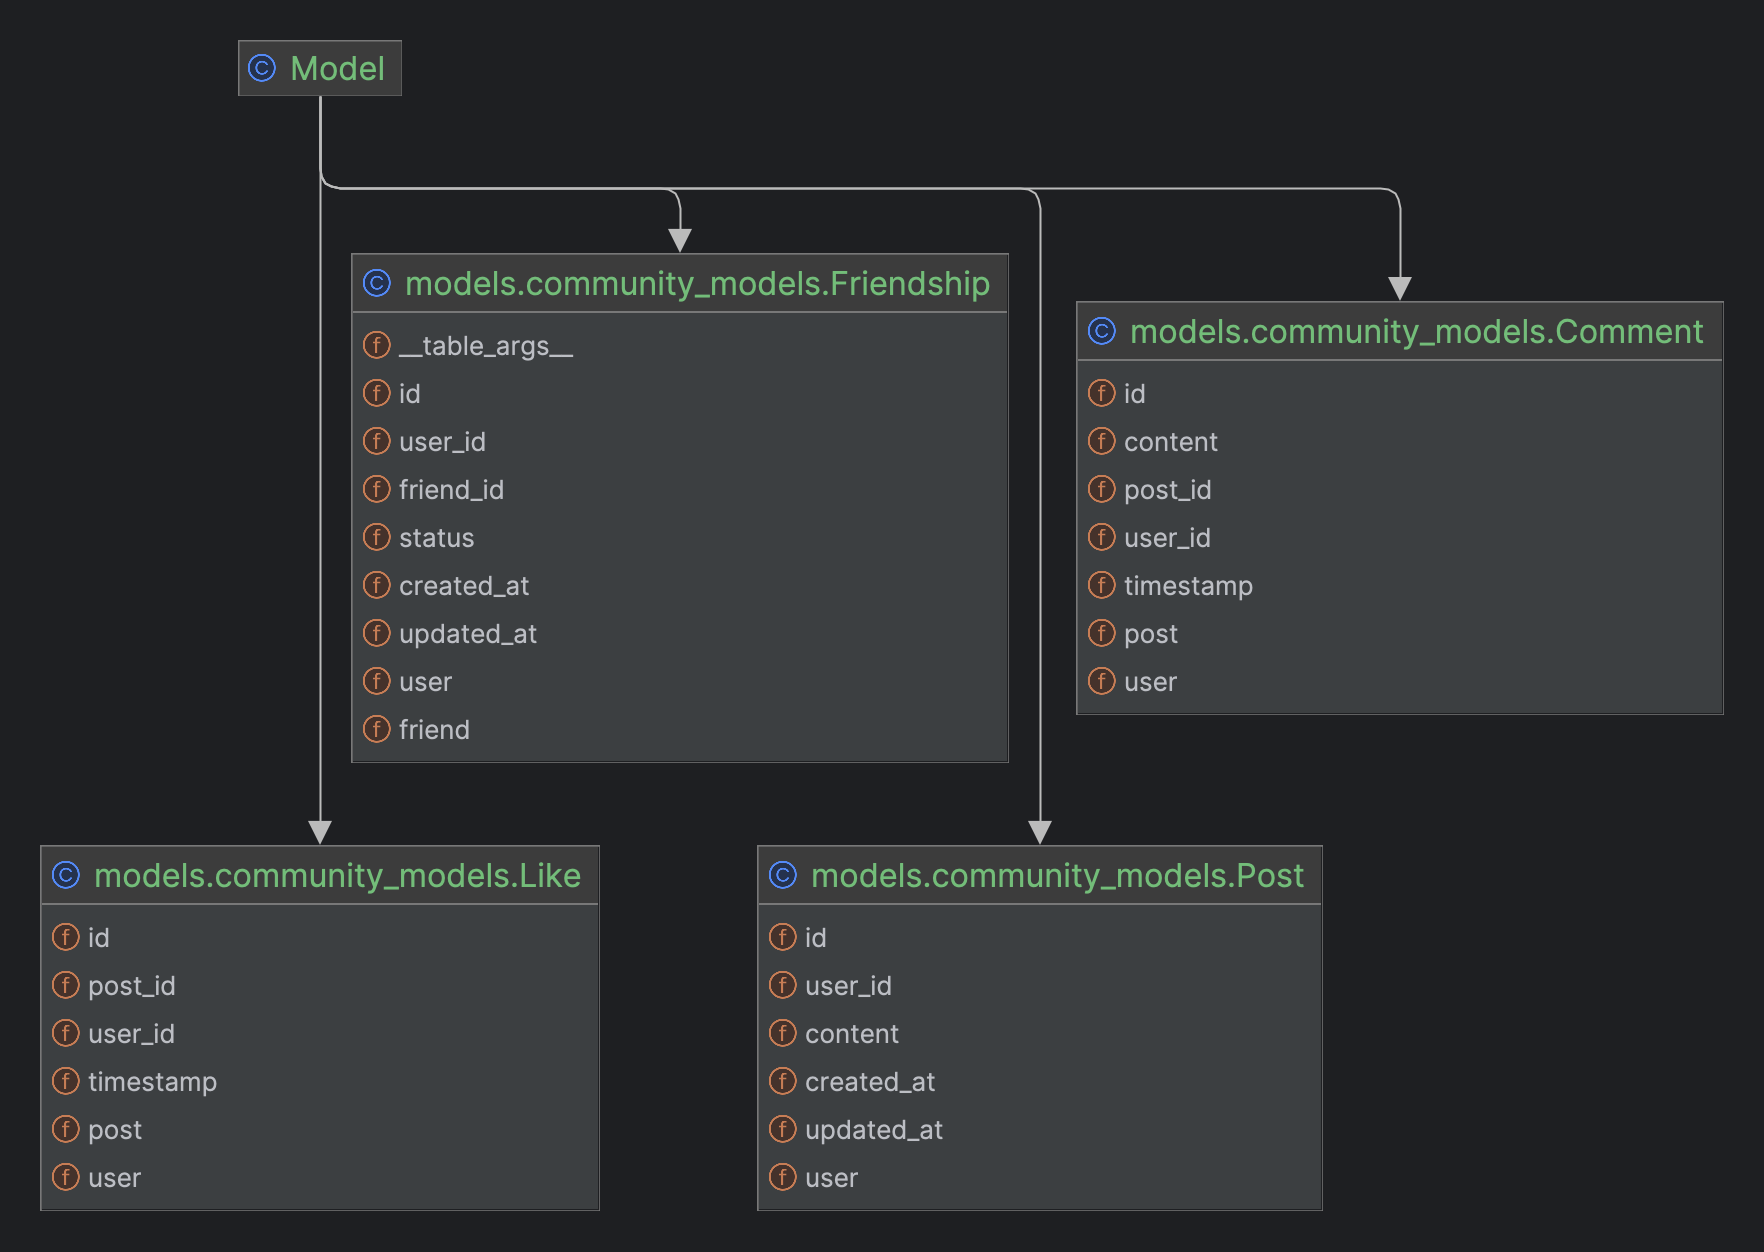 Model
models.community_models.Friendship
__table_args__
id
user_id
friend_id
status
created_at
updated_at
user
friend
models.community_models.Comment
id
content
post_id
user_id
timestamp
post
user
models.community_models.Like
id
post_id
user_id
timestamp
post
user
models.community_models.Post
id
user_id
content
created_at
updated_at
user